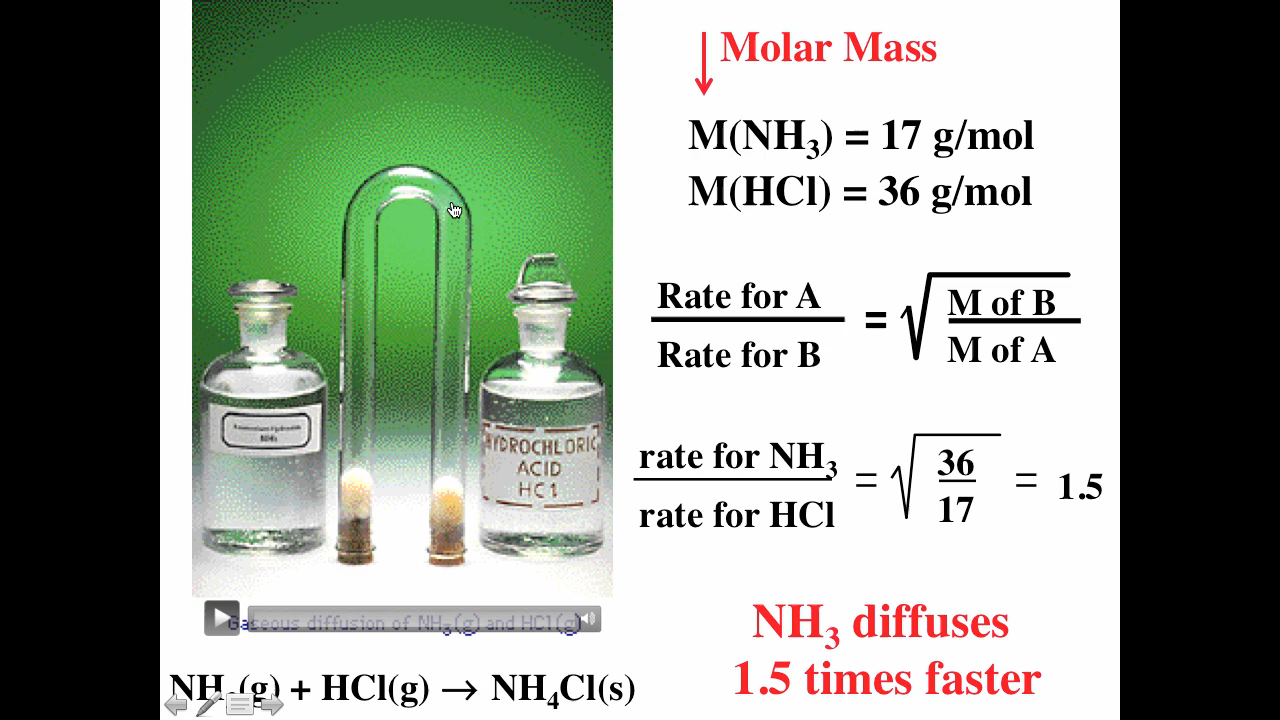 Molar Mass
M(NH₃) = 17 g/mol
M(HCl) = 36 g/mol
Rate for A
Rate for B
=
√
M of B
M of A
rate for NH₃
rate for HCl
=
√
36
17
= 1.5
NH₃ diffuses
1.5 times faster
HYDROCHLORIC
ACID
HCl
Gaseous diffusion of NH₃(g) and HCl(g)
NH₃(g) + HCl(g) → NH₄Cl(s)